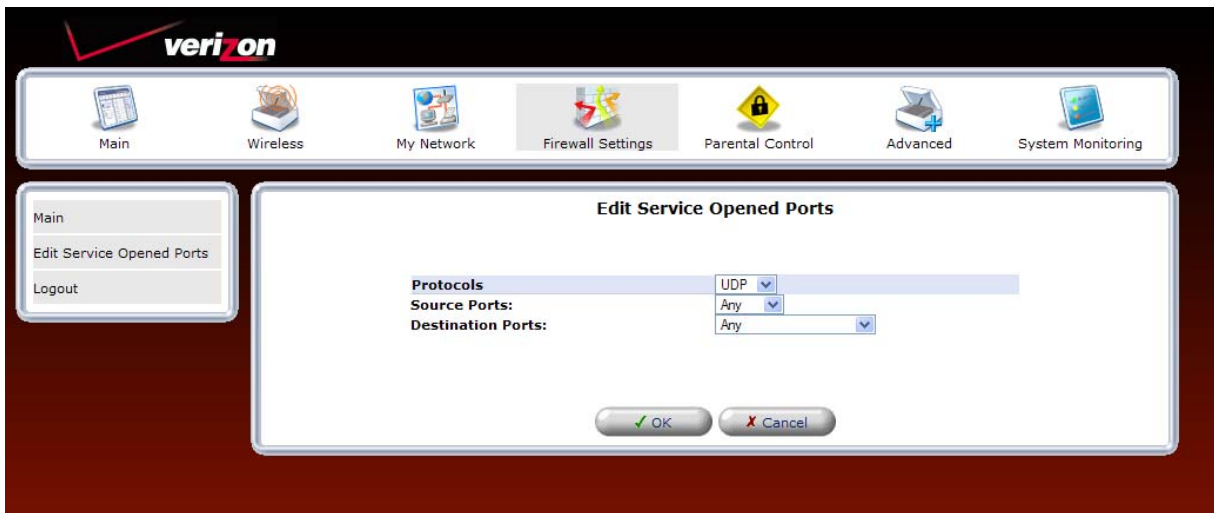 verizon
Main
Wireless
My Network
Firewall Settings
Parental Control
Advanced
System Monitoring
Main
Edit Service Opened Ports
Logout
Edit Service Opened Ports
Protocols UDP
Source Ports: Any
Destination Ports: Any
OK
Cancel